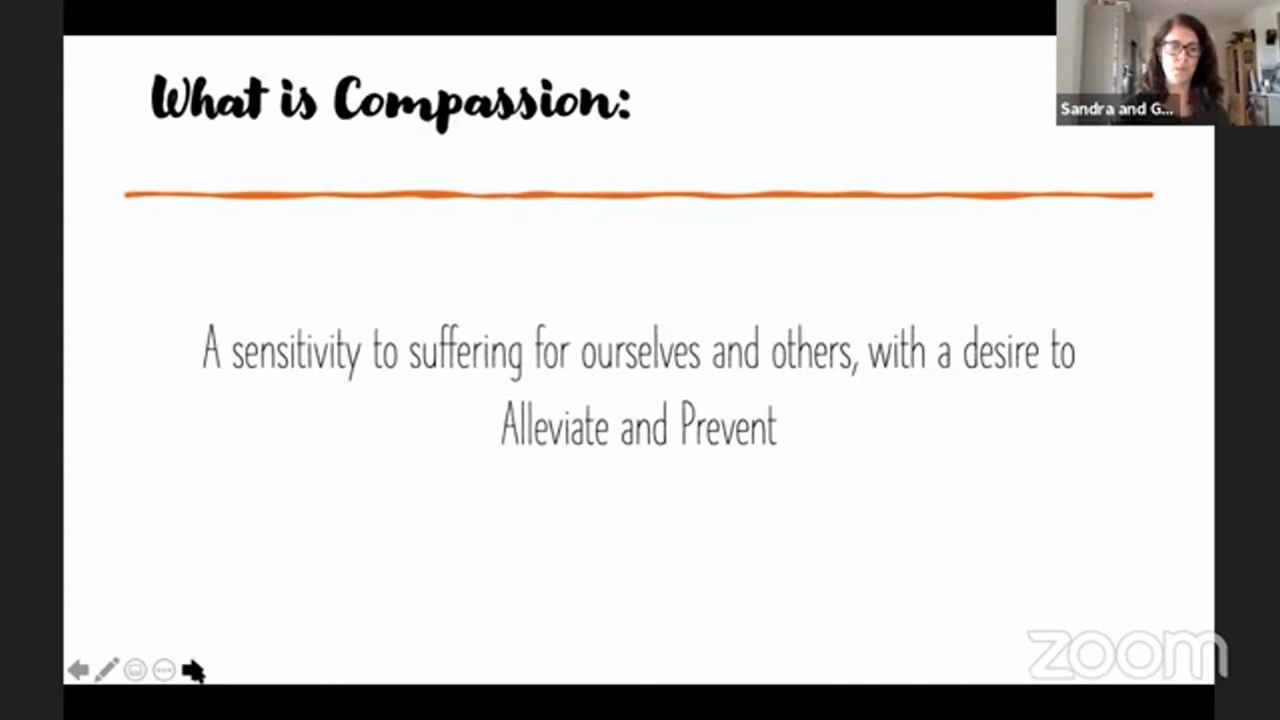 What is Compassion:
Sandra and G...
A sensitivity to suffering for ourselves and others, with a desire to
Alleviate and Prevent
zoom